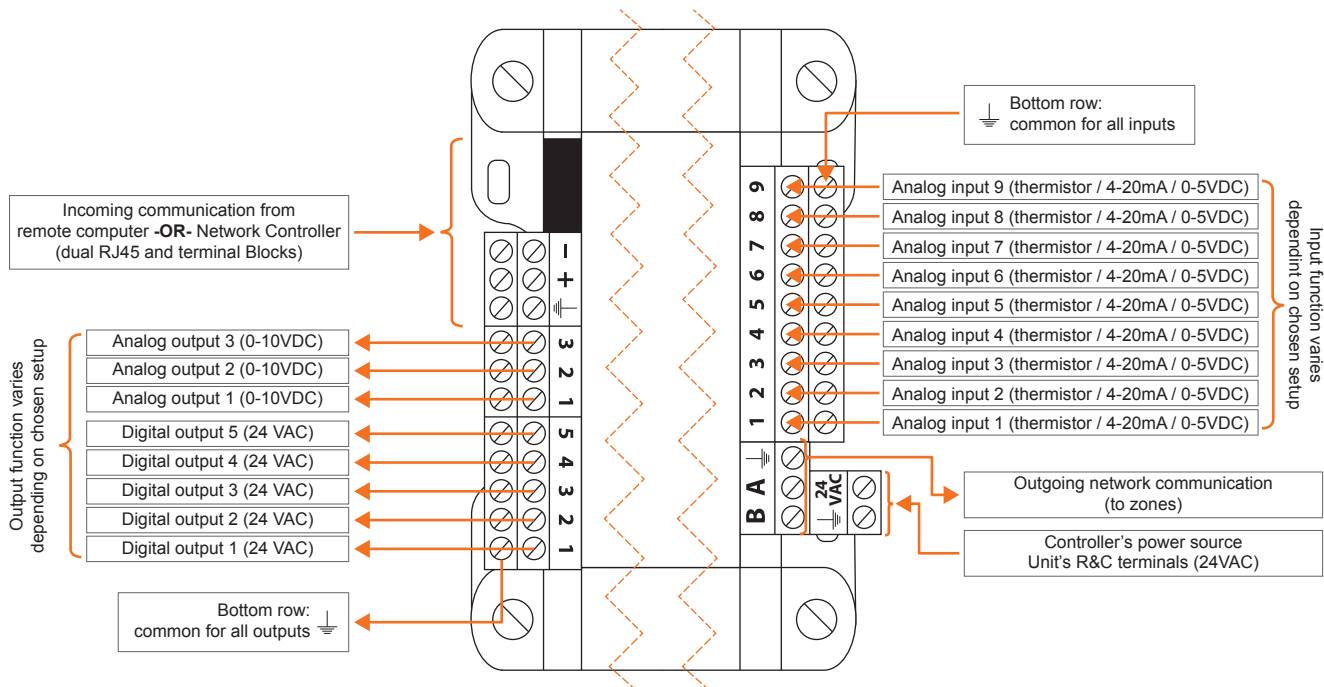 Incoming communication from
remote computer -OR- Network Controller
(dual RJ45 and terminal Blocks)
Output function varies
depending on chosen setup
Analog output 3 (0-10VDC)
Analog output 2 (0-10VDC)
Analog output 1 (0-10VDC)
Digital output 5 (24 VAC)
Digital output 4 (24 VAC)
Digital output 3 (24 VAC)
Digital output 2 (24 VAC)
Digital output 1 (24 VAC)
Bottom row:
common for all outputs
-
+
3
2
1
5
4
3
2
1
9
8
7
6
5
4
3
2
1
B A
24
VAC
Bottom row:
common for all inputs
Analog input 9 (thermistor / 4-20mA / 0-5VDC)
Analog input 8 (thermistor / 4-20mA / 0-5VDC)
Analog input 7 (thermistor / 4-20mA / 0-5VDC)
Analog input 6 (thermistor / 4-20mA / 0-5VDC)
Analog input 5 (thermistor / 4-20mA / 0-5VDC)
Analog input 4 (thermistor / 4-20mA / 0-5VDC)
Analog input 3 (thermistor / 4-20mA / 0-5VDC)
Analog input 2 (thermistor / 4-20mA / 0-5VDC)
Analog input 1 (thermistor / 4-20mA / 0-5VDC)
Input function varies
dependint on chosen setup
Outgoing network communication
(to zones)
Controller's power source
Unit's R&C terminals (24VAC)